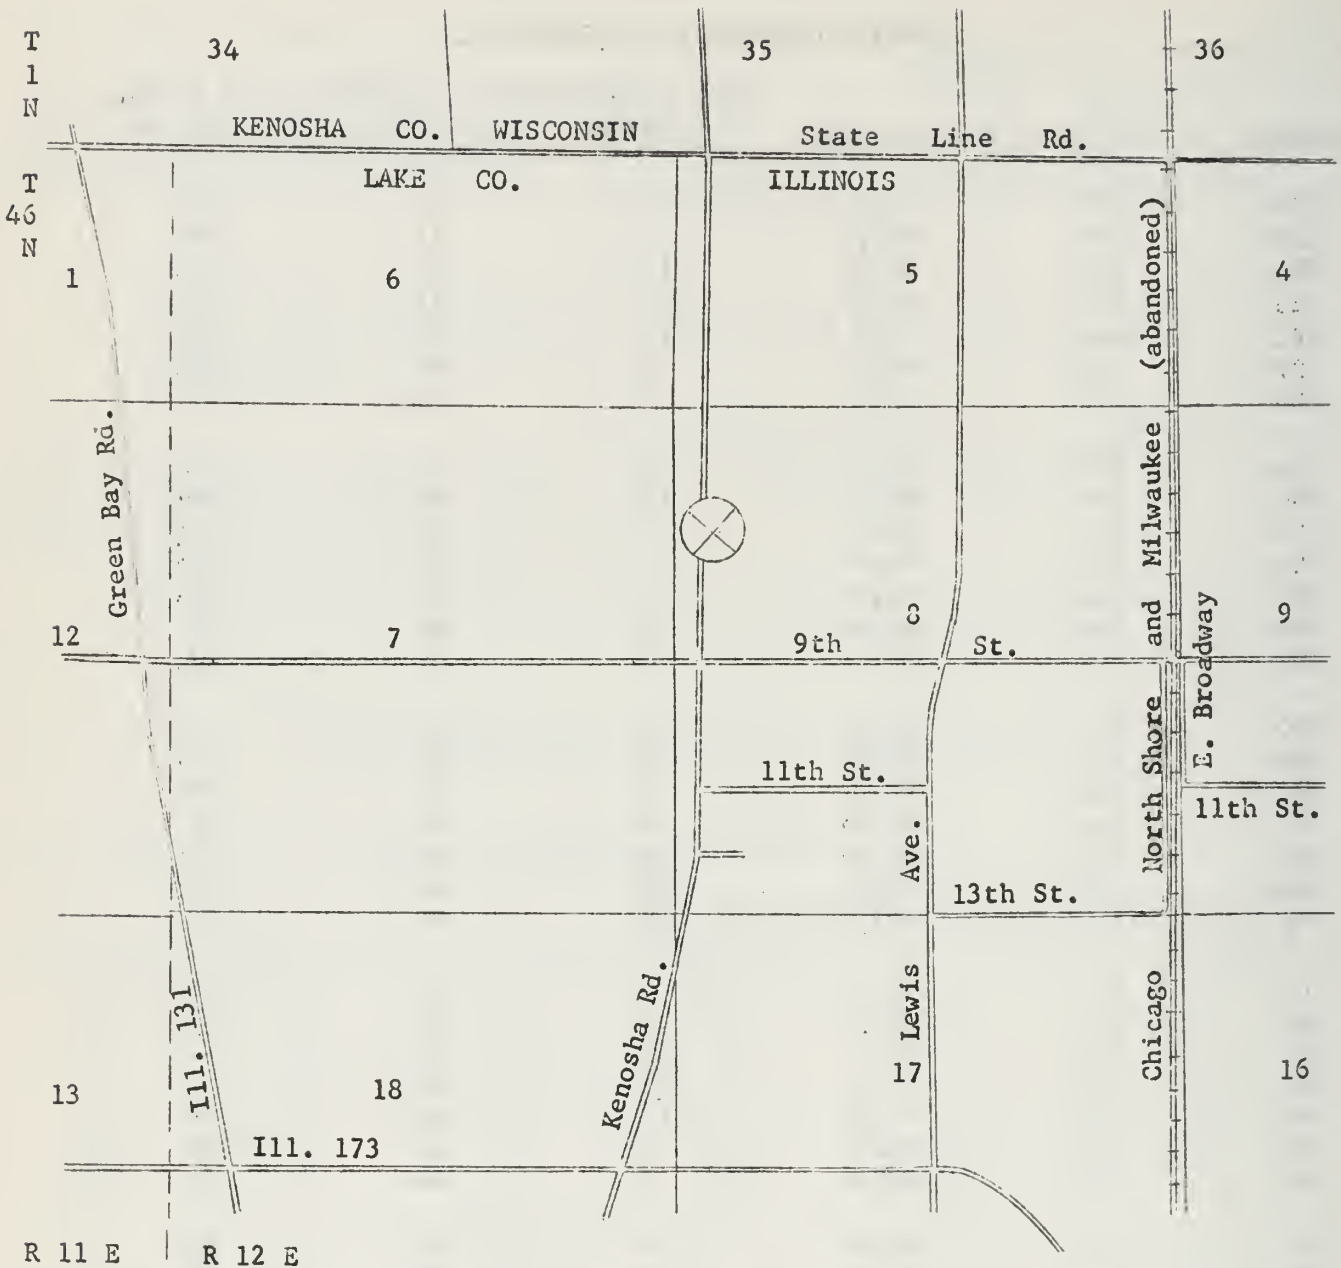 T
1
N
34
35
36
KENOSHA CO. WISCONSIN
State Line Rd.
T
46
N
LAKE CO.
ILLINOIS
1
6
5
4
Green Bay Rd.
12
7
8
9
9th St.
E. Broadway
11th St.
11th St.
Lewis Ave.
13th St.
Chicago North Shore and Milwaukee (abandoned)
Ill. 131
Kenosha Rd.
13
18
17
16
Ill. 173
R 11 E
R 12 E